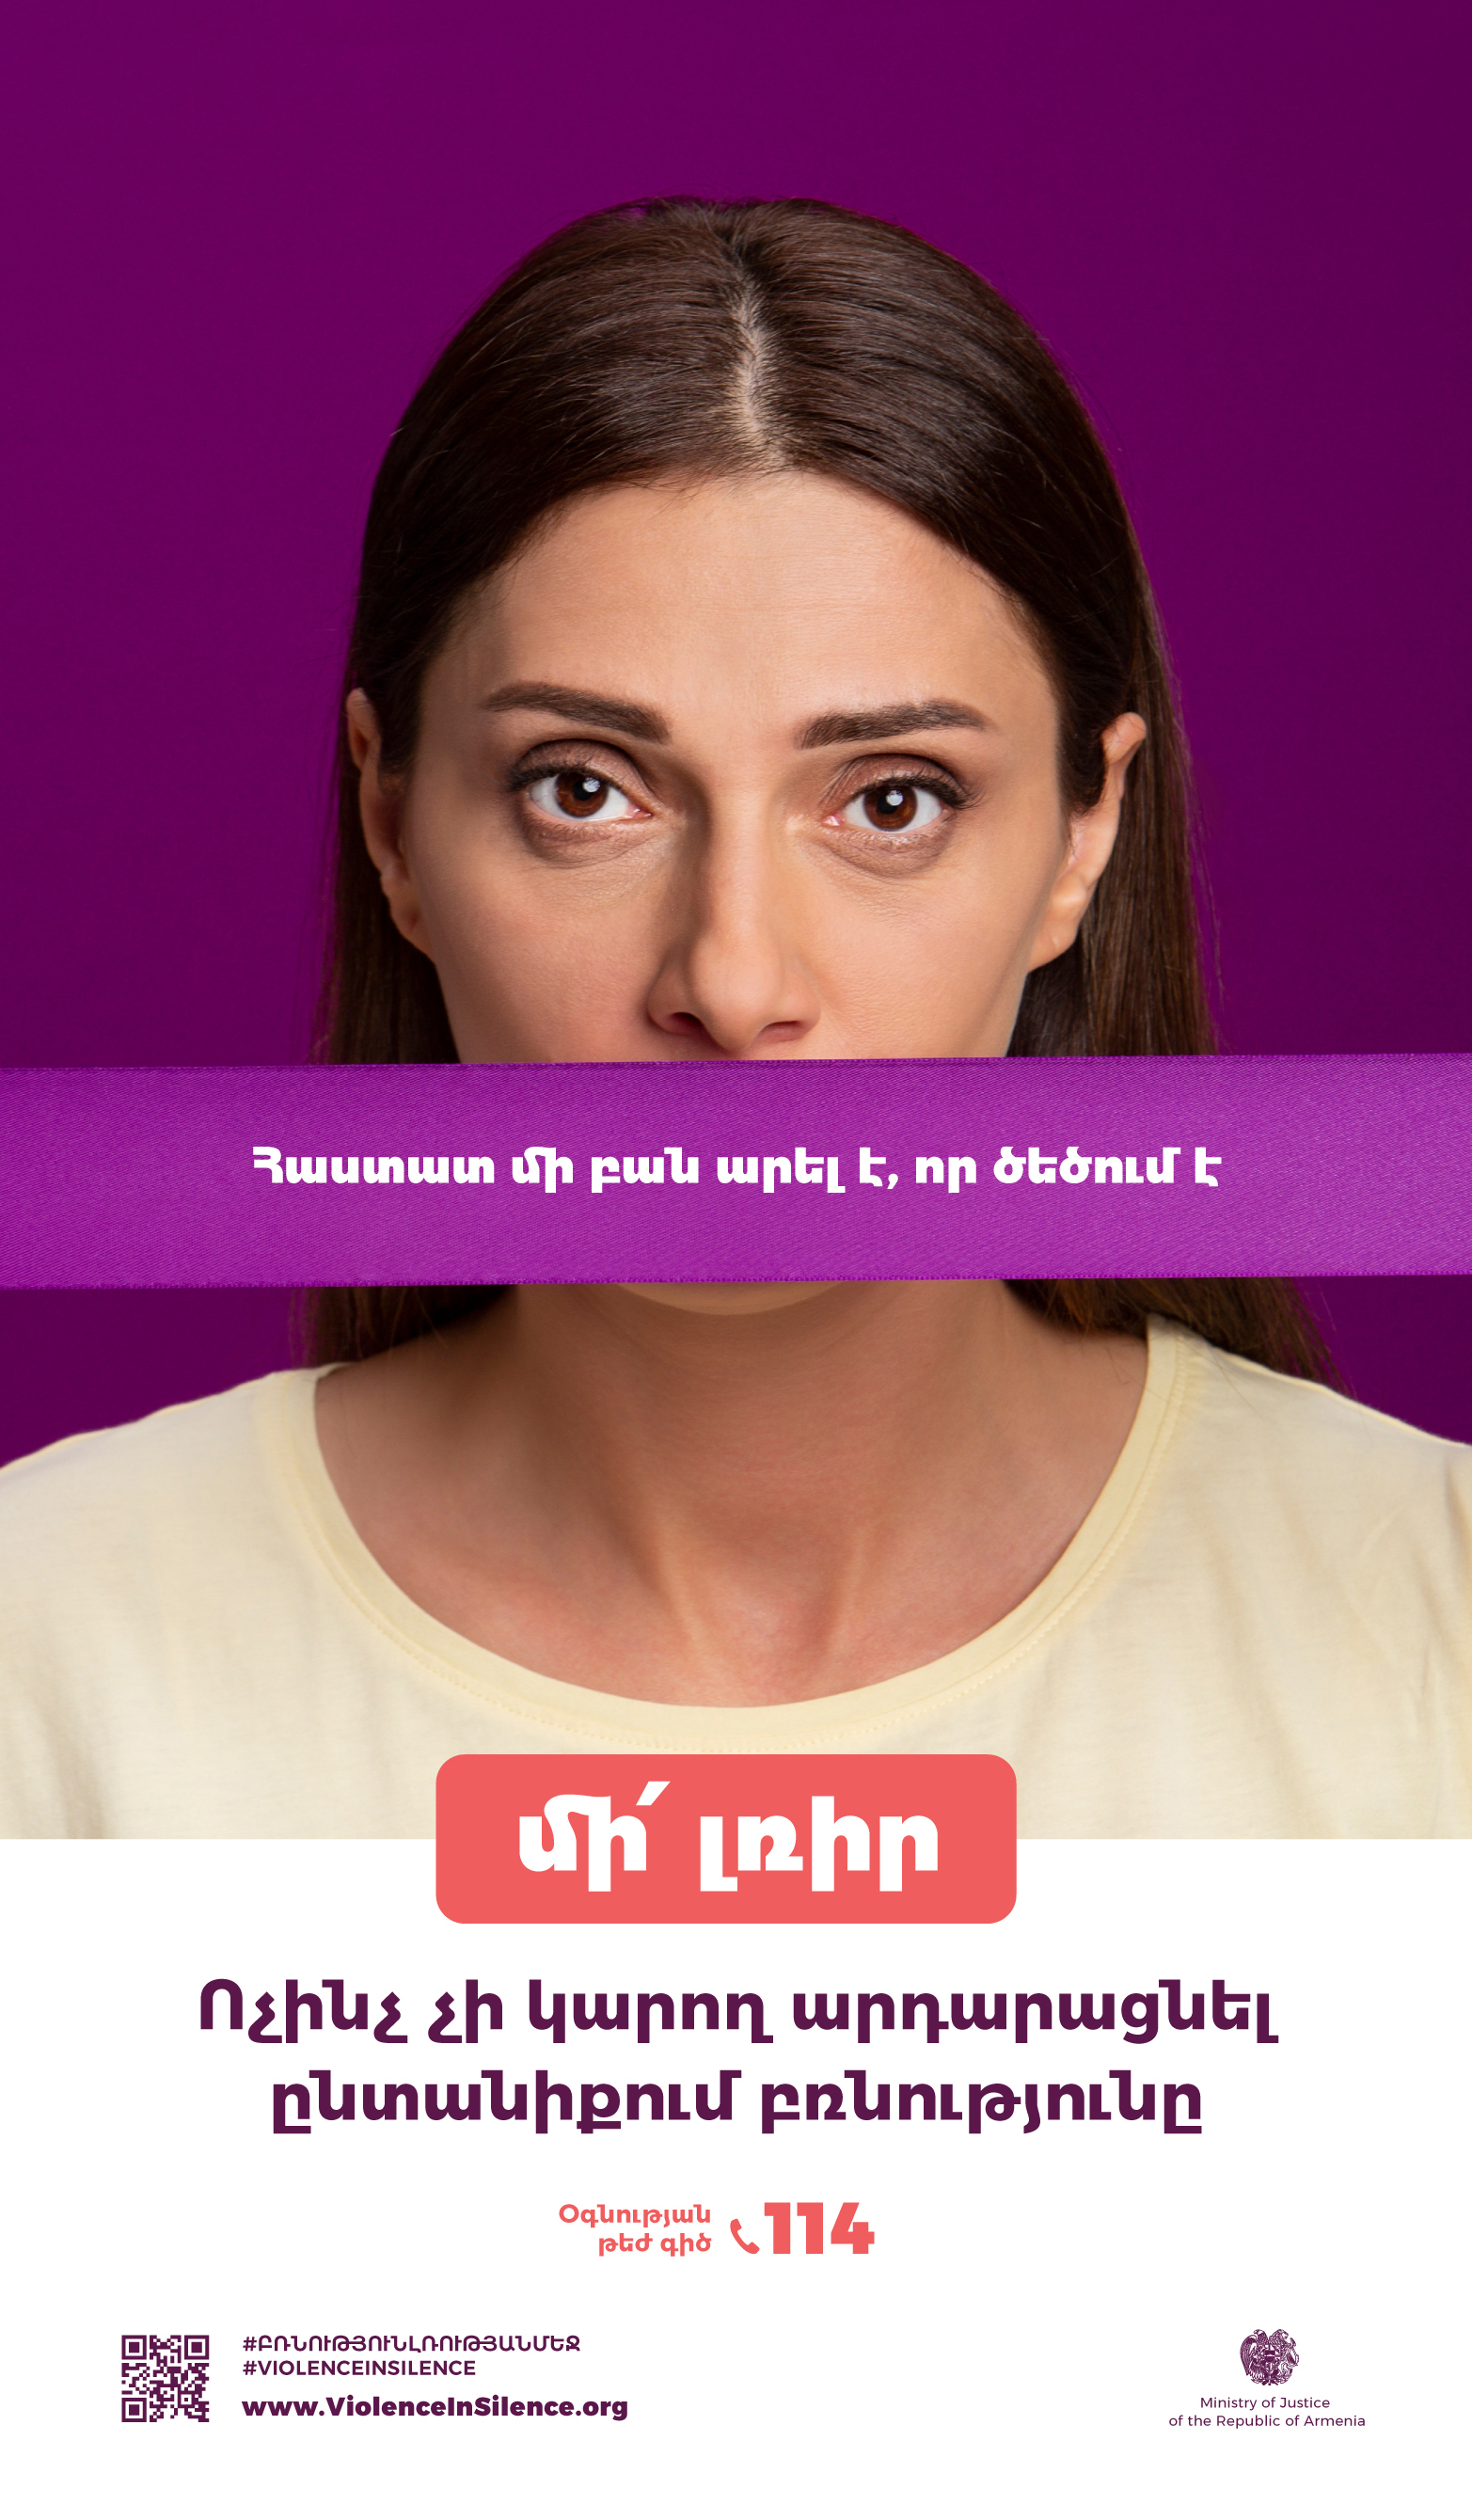 Հաստատ մի բան արել է, որ ծեծում է
մի՛ լռիր
Ոչինչ չի կարող արդարացնել
ընտանիքում բռնությունը
Օգնության
թեժ գիծ
114
#ԲՌՆՈՒԹՅՈՒՆԼՌՈՒԹՅԱՆՄԵՋ
#VIOLENCEINSILENCE
www.ViolenceInSilence.org
Ministry of Justice
of the Republic of Armenia